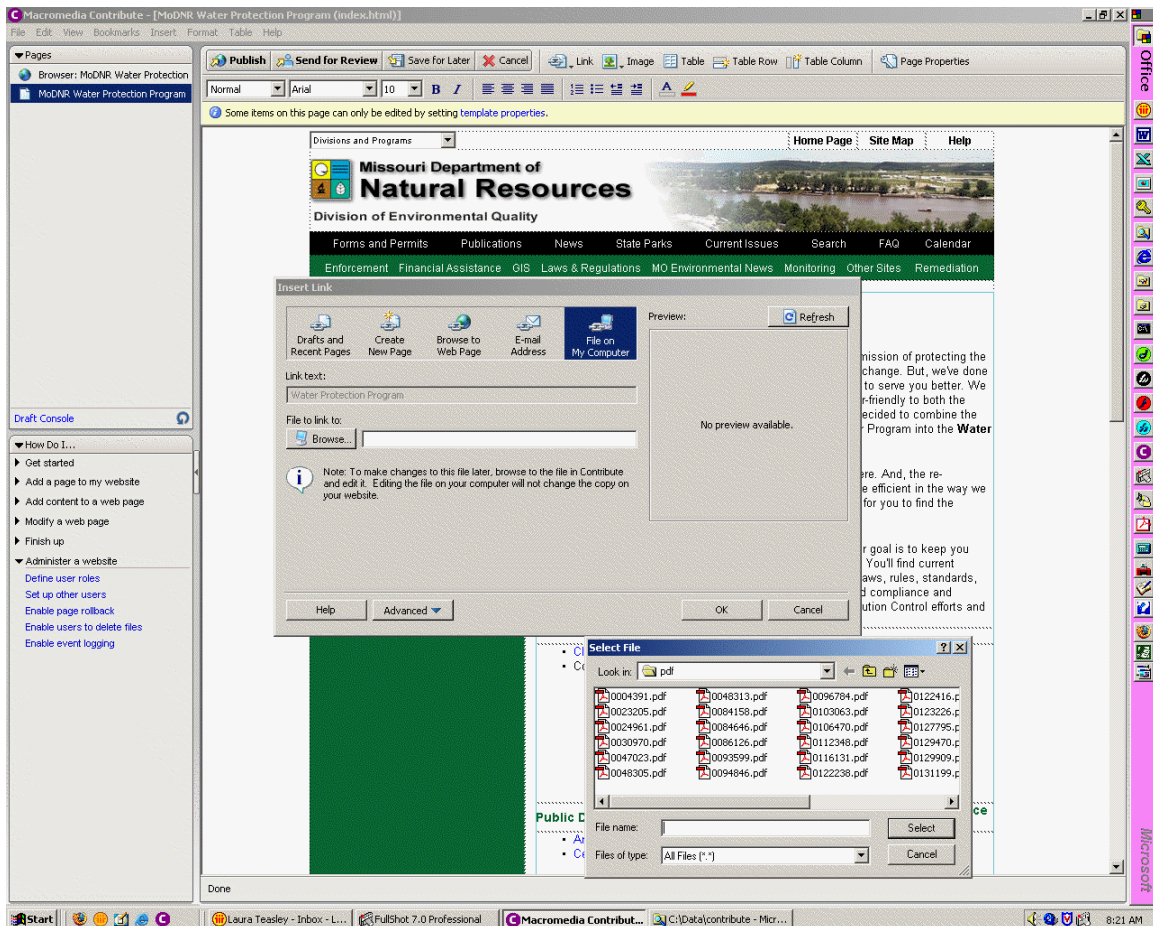 Macromedia Contribute - [MoDNR Water Protection Program (index.html)]
File Edit View Bookmarks Insert Format Table Help
Pages
Browser: MoDNR Water Protection
MoDNR Water Protection Program
Publish Send for Review Save for Later Cancel Link Image Table Table Row Table Column Page Properties
Normal Arial 10 B I
Some items on this page can only be edited by setting template properties.
Divisions and Programs Home Page Site Map Help
Missouri Department of
Natural Resources
Division of Environmental Quality
Forms and Permits Publications News State Parks Current Issues Search FAQ Calendar
Enforcement Financial Assistance GIS Laws & Regulations MO Environmental News Monitoring Other Sites Remediation
Insert Link
Drafts and Recent Pages
Create New Page
Browse to Web Page
E-mail Address
File on My Computer
Preview: Refresh
Link text:
Water Protection Program
File to link to:
Browse...
No preview available.
Note: To make changes to this file later, browse to the file in Contribute
and edit it. Editing the file on your computer will not change the copy on
your website.
Help Advanced OK Cancel
mission of protecting the
change. But, we've done
to serve you better. We
r-friendly to both the
ecided to combine the
r Program into the Water
ere. And, the re-
e efficient in the way we
for you to find the
r goal is to keep you
You'll find current
aws, rules, standards,
d compliance and
ution Control efforts and
Draft Console
How Do I...
Get started
Add a page to my website
Add content to a web page
Modify a web page
Finish up
Administer a website
Define user roles
Set up other users
Enable page rollback
Enable users to delete files
Enable event logging
Select File
Look in: pdf
0004391.pdf 0048313.pdf 0096784.pdf 0122416.p
0023205.pdf 0084158.pdf 0103063.pdf 0123226.p
0024961.pdf 0084646.pdf 0106470.pdf 0127795.p
0030970.pdf 0086126.pdf 0112348.pdf 0129470.p
0047023.pdf 0093599.pdf 0116131.pdf 0129909.p
0048305.pdf 0094846.pdf 0122238.pdf 0131199.p
File name: Select
Files of type: All Files (*.*) Cancel
Cl
Co
Public D
ce
Ar
Ce
Done
Office
Microsoft
Start Laura Teasley - Inbox - L... FullShot 7.0 Professional Macromedia Contribut... C:\Data\contribute - Micr... 8:21 AM